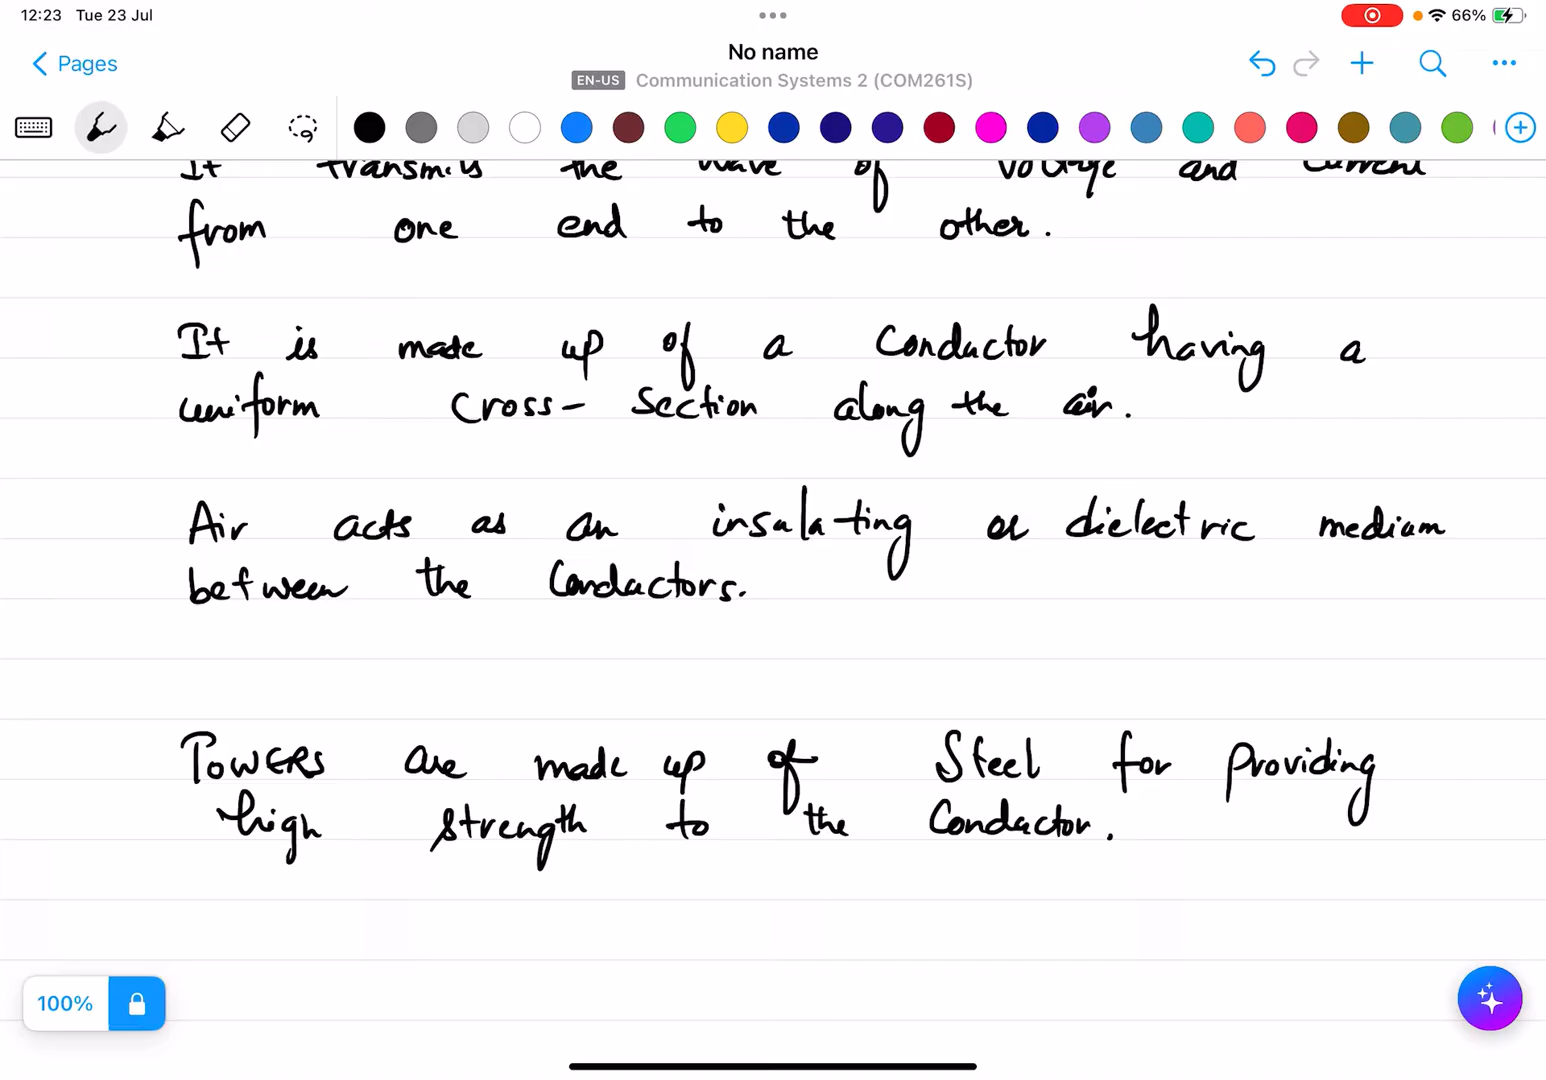 12:23 Tue 23 Jul
66%
Pages
No name
EN-US Communication Systems 2 (COM261S)
It transmits the wave of voltage and current
from one end to the other.
It is made up of a Conductor having a
uniform cross-section along the air.
Air acts as an insulating or dielectric medium
between the Conductors.
TOWERS are made up of Steel for providing
high strength to the Conductor.
100%